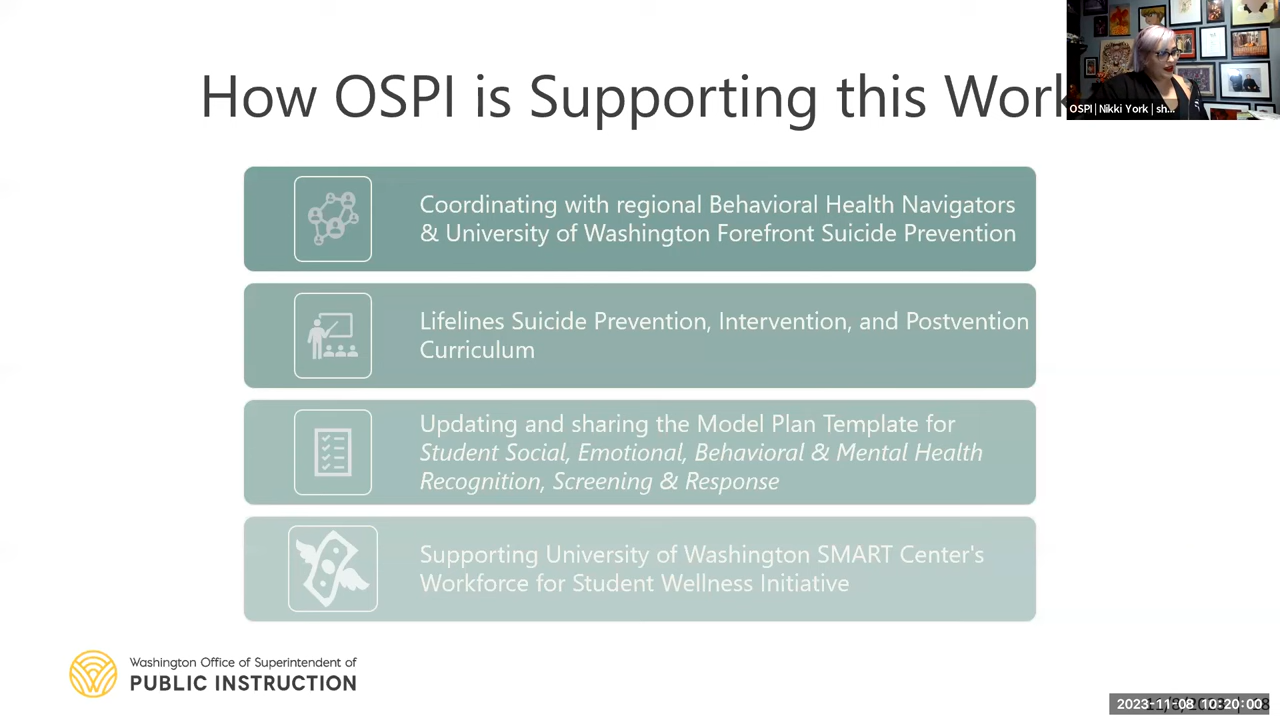 How OSPI is Supporting this Work
OSPI | Nikki York | sh...
Coordinating with regional Behavioral Health Navigators
& University of Washington Forefront Suicide Prevention
Lifelines Suicide Prevention, Intervention, and Postvention
Curriculum
Updating and sharing the Model Plan Template for
Student Social, Emotional, Behavioral & Mental Health
Recognition, Screening & Response
Supporting University of Washington SMART Center's
Workforce for Student Wellness Initiative
Washington Office of Superintendent of
PUBLIC INSTRUCTION
2023-11-08 10:20:00